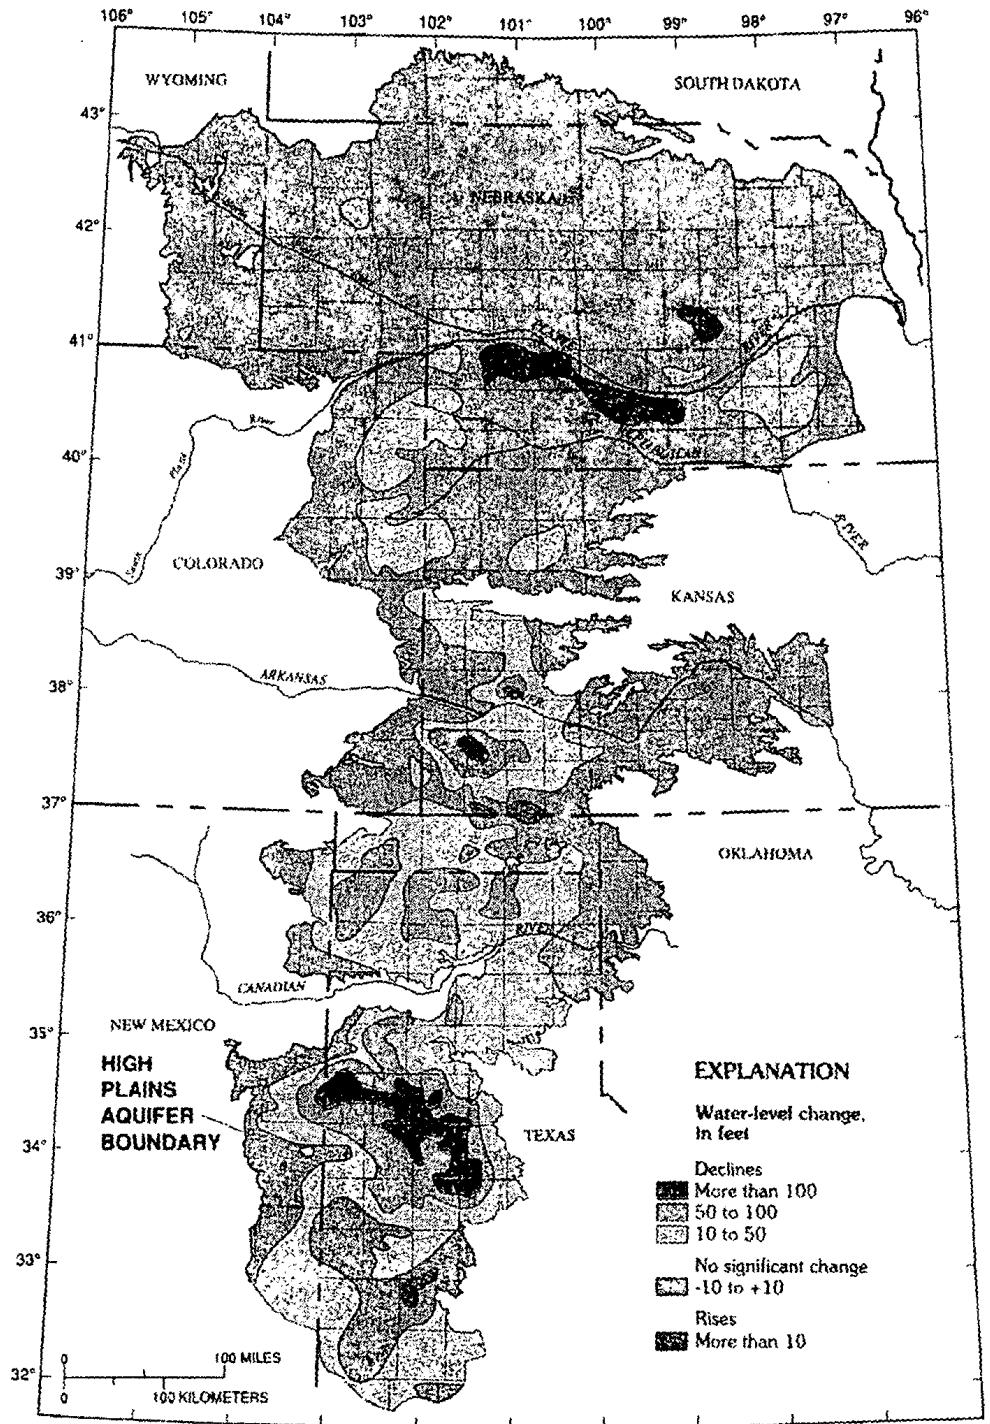 106° 105° 104° 103° 102° 101° 100° 99° 98° 97° 96°
WYOMING
SOUTH DAKOTA
43°
NEBRASKA
42°
41°
RIVER
River
Platte
REPUBLICAN
40°
South
RIVER
COLORADO
39°
KANSAS
ARKANSAS
38°
RIVER
37°
OKLAHOMA
36°
RIVER
CANADIAN
NEW MEXICO
35°
HIGH
PLAINS
AQUIFER
BOUNDARY
34°
TEXAS
EXPLANATION
Water-level change,
in feet
Declines
More than 100
50 to 100
10 to 50
No significant change
-10 to +10
Rises
More than 10
33°
32°
0 100 MILES
0 100 KILOMETERS